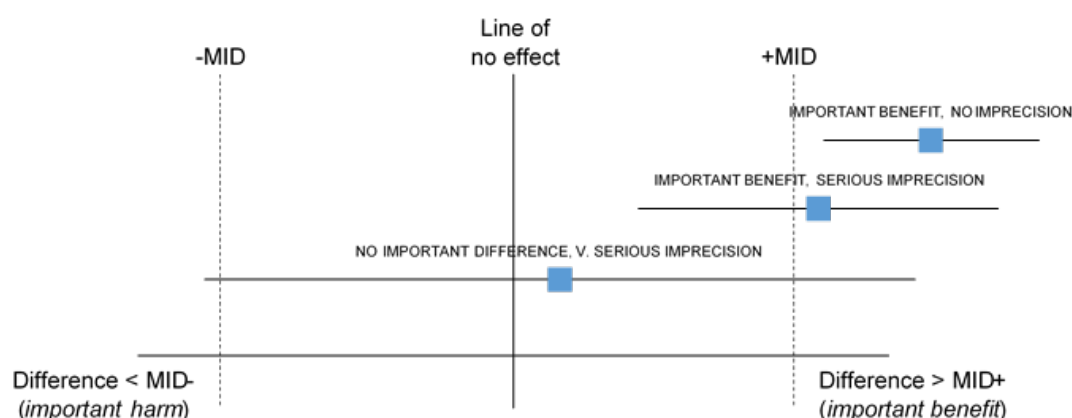 Line of
no effect
-MID
+MID
IMPORTANT BENEFIT, NO IMPRECISION
IMPORTANT BENEFIT, SERIOUS IMPRECISION
NO IMPORTANT DIFFERENCE, V. SERIOUS IMPRECISION
Difference < MID-
(important harm)
Difference > MID+
(important benefit)